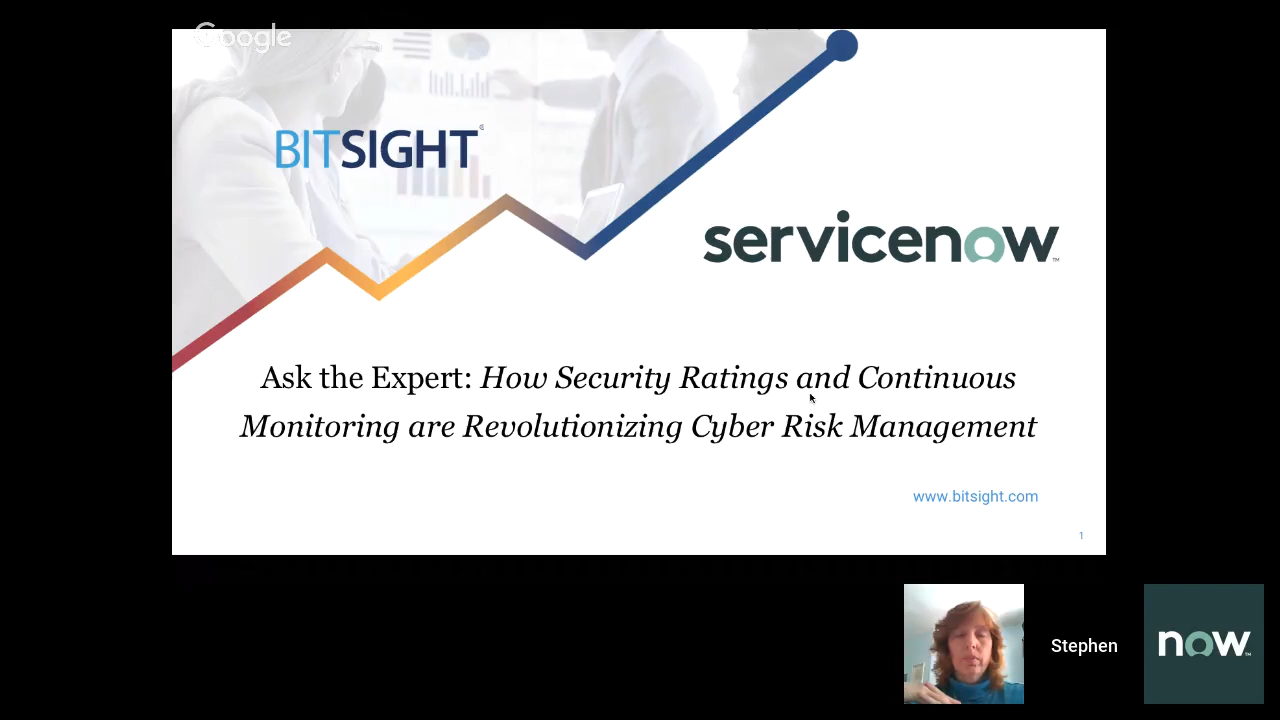 Google
BITSIGHT
servicenow
Ask the Expert: How Security Ratings and Continuous
Monitoring are Revolutionizing Cyber Risk Management
www.bitsight.com
1
Stephen
now